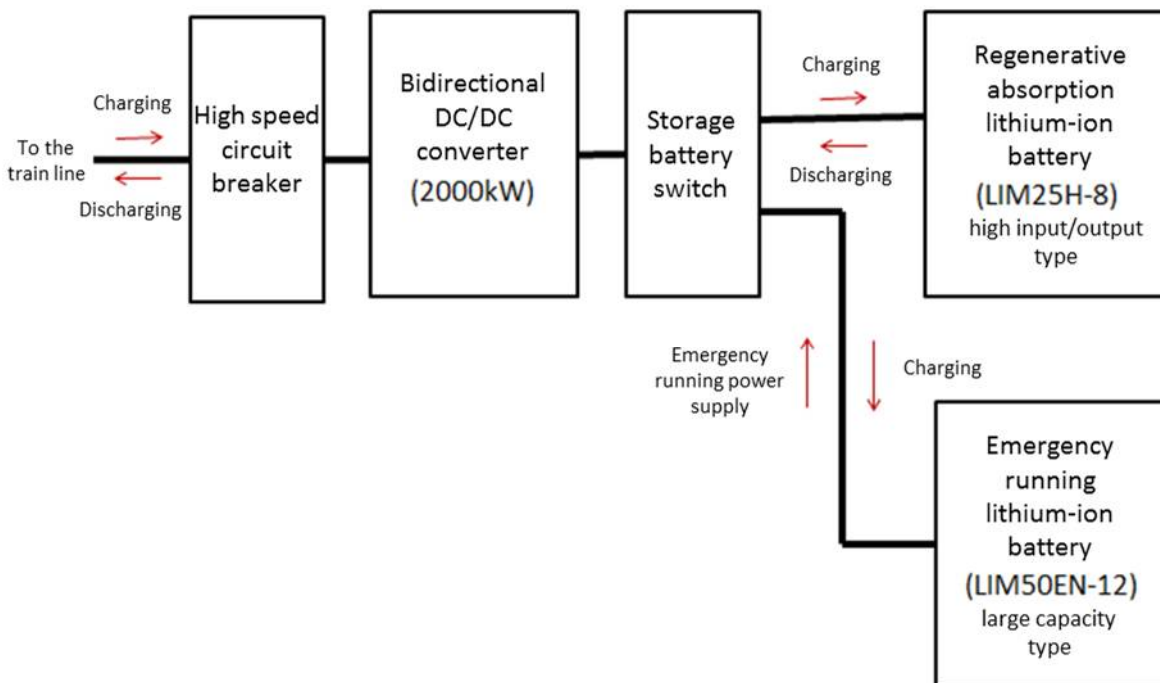 To the
train line
Charging
Discharging
High speed
circuit
breaker
Bidirectional
DC/DC
converter
(2000kW)
Storage
battery
switch
Charging
Discharging
Regenerative
absorption
lithium-ion
battery
(LIM25H-8)
high input/output
type
Emergency
running power
supply
Charging
Emergency
running
lithium-ion
battery
(LIM50EN-12)
large capacity
type